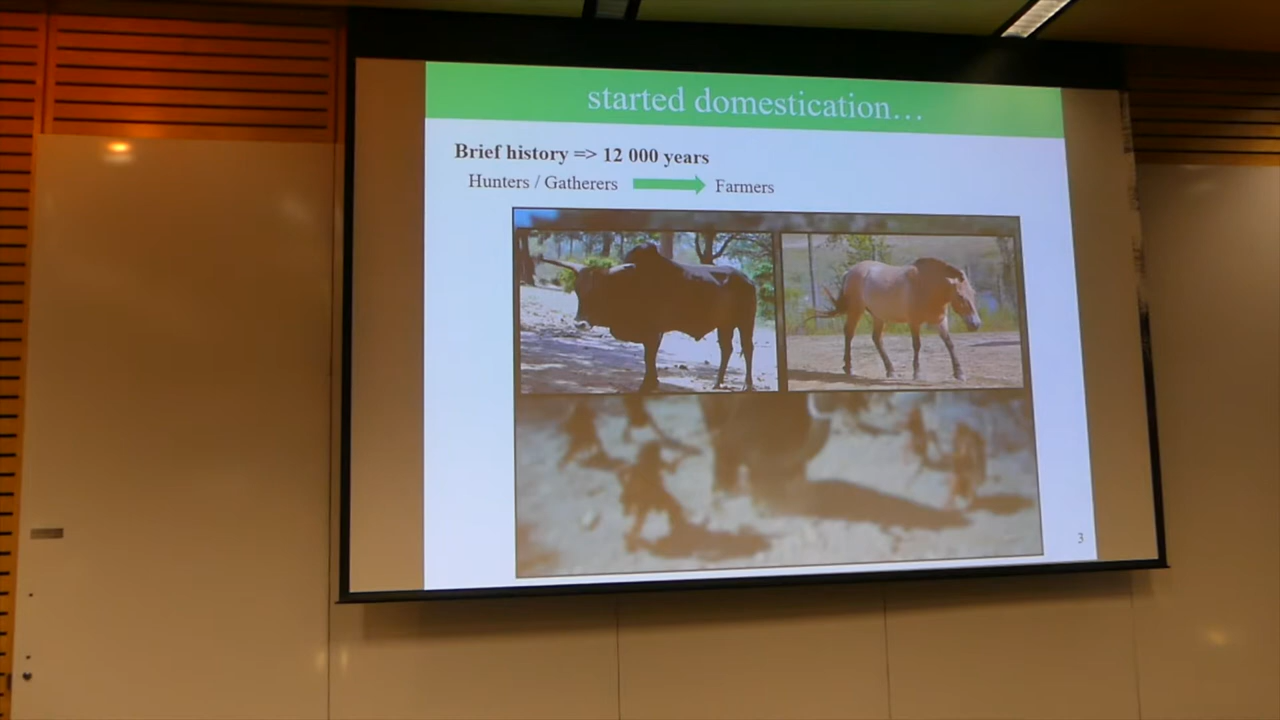 started domestication…
Brief history => 12 000 years
Hunters / Gatherers Farmers
3